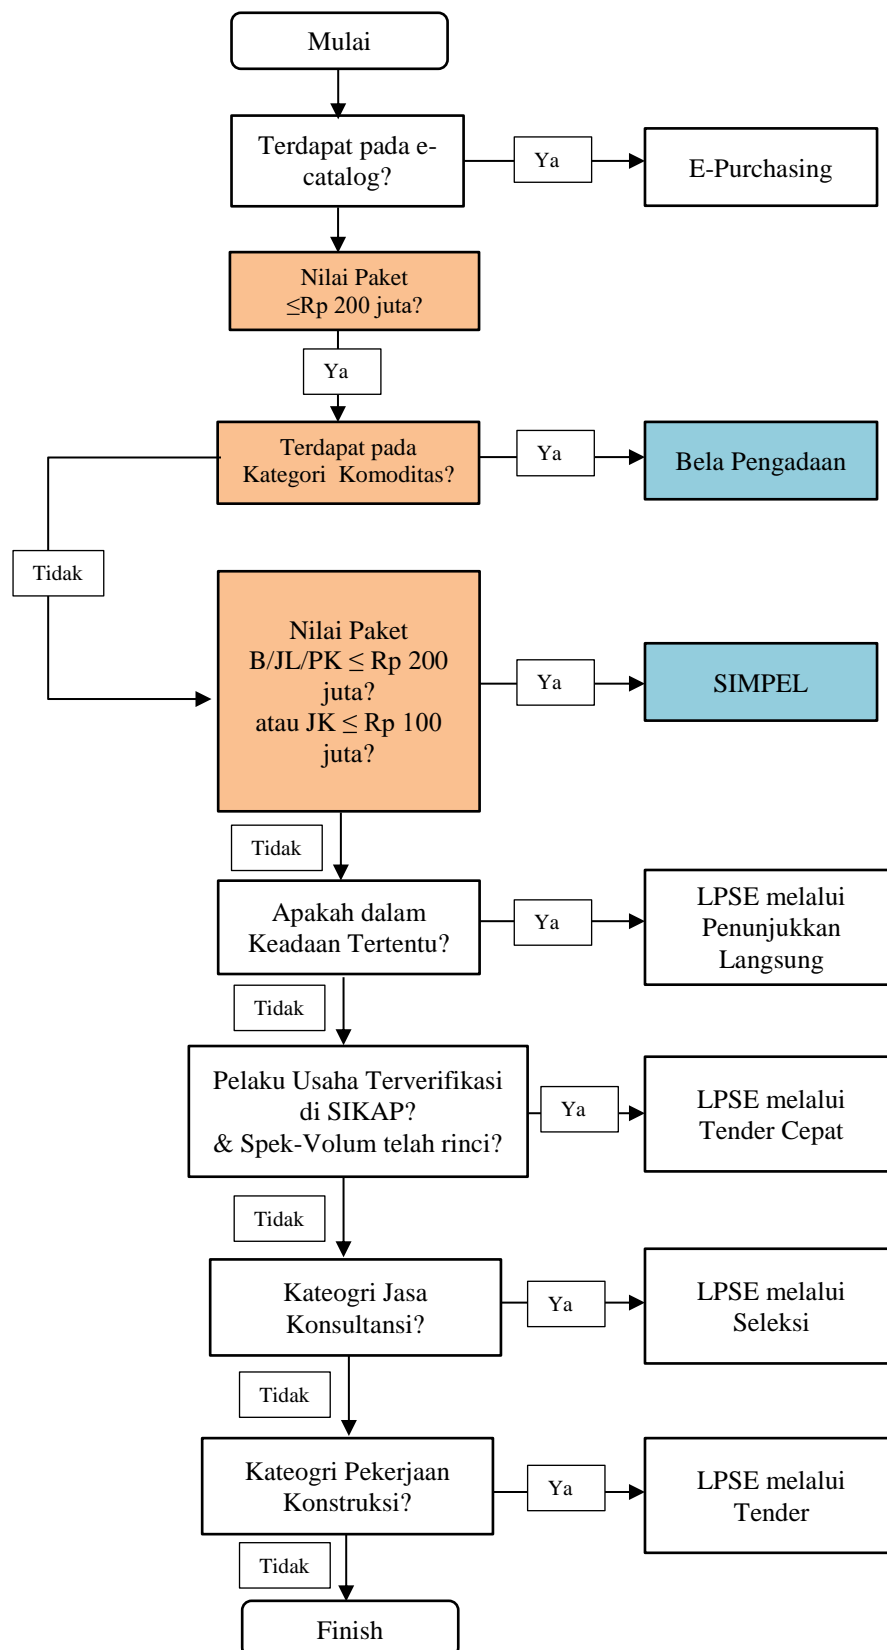 Mulai
Terdapat pada e-
catalog?
Ya
E-Purchasing
Nilai Paket
≤Rp 200 juta?
Ya
Terdapat pada
Kategori Komoditas?
Ya
Bela Pengadaan
Tidak
Nilai Paket
B/JL/PK ≤ Rp 200
juta?
atau JK ≤ Rp 100
juta?
Ya
SIMPEL
Tidak
Apakah dalam
Keadaan Tertentu?
Ya
LPSE melalui
Penunjukkan
Langsung
Tidak
Pelaku Usaha Terverifikasi
di SIKAP?
& Spek-Volum telah rinci?
Ya
LPSE melalui
Tender Cepat
Tidak
Kateogri Jasa
Konsultansi?
Ya
LPSE melalui
Seleksi
Tidak
Kateogri Pekerjaan
Konstruksi?
Ya
LPSE melalui
Tender
Tidak
Finish